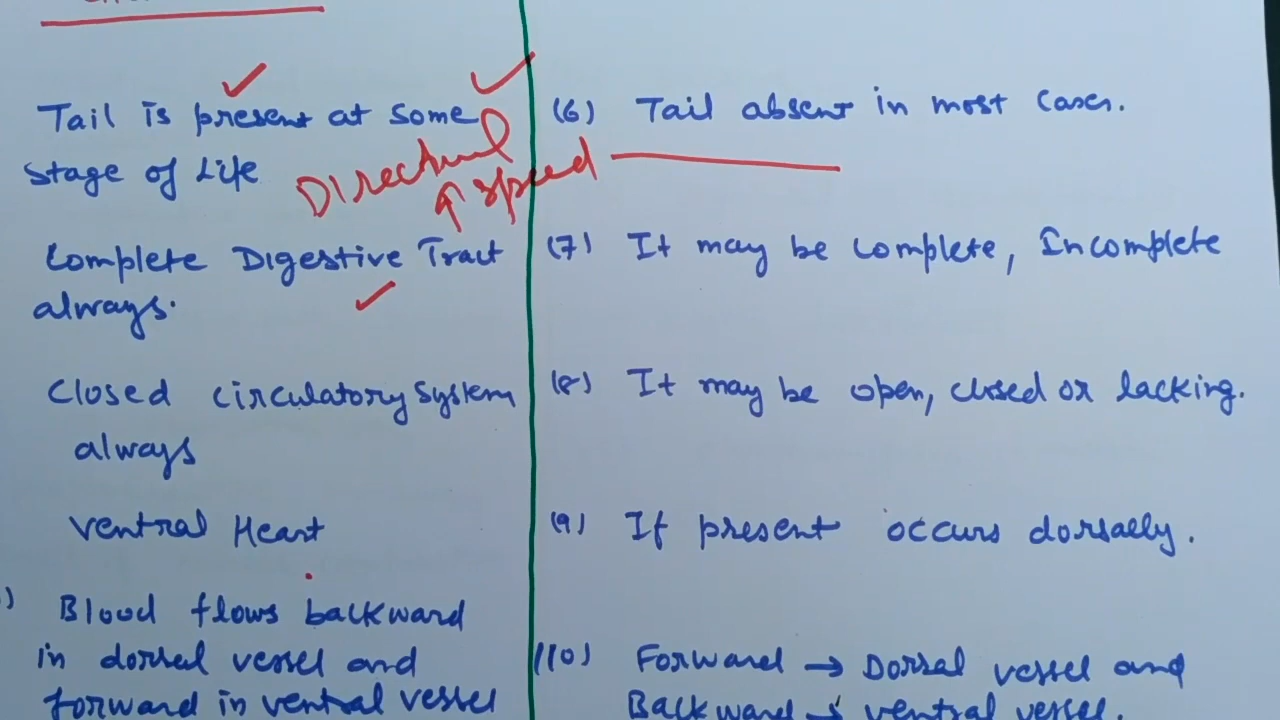 Tail is present at some
stage of Life
Directional
↑ speed
Complete Digestive Tract
always.
Closed circulatory system
always
Ventral Heart
) Blood flows backward
in dorsal vessel and
forward in ventral vessel
(6) Tail absent in most cases.
(7) It may be complete, Incomplete
(8) It may be open, closed or lacking.
(9) If present occurs dorsally.
(10) Forward → Dorsal vessel and
Backward → ventral vessel.